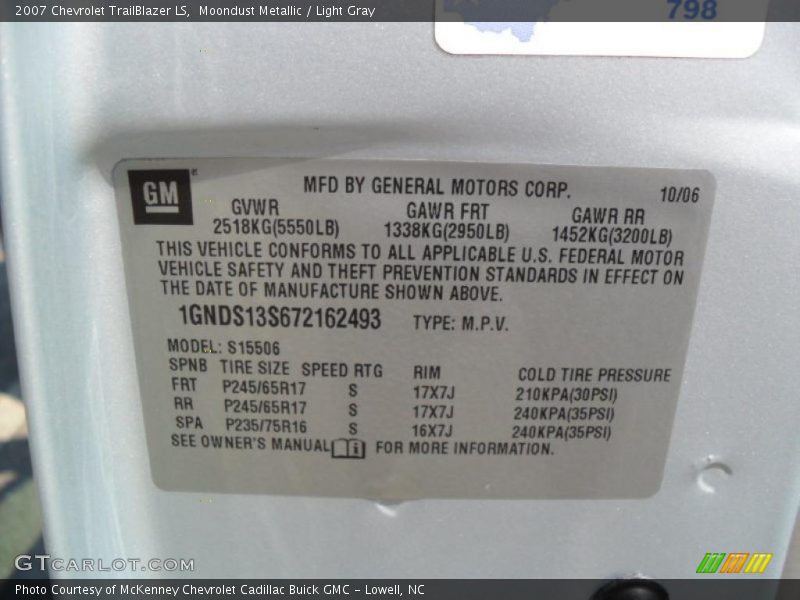 2007 Chevrolet TrailBlazer LS, Moondust Metallic / Light Gray
798
GM
MFD BY GENERAL MOTORS CORP. 10/06
GVWR GAWR FRT GAWR RR
2518KG(5550LB) 1338KG(2950LB) 1452KG(3200LB)
THIS VEHICLE CONFORMS TO ALL APPLICABLE U.S. FEDERAL MOTOR
VEHICLE SAFETY AND THEFT PREVENTION STANDARDS IN EFFECT ON
THE DATE OF MANUFACTURE SHOWN ABOVE.
1GNDS13S672162493 TYPE: M.P.V.
MODEL: S15506
SPNB TIRE SIZE SPEED RTG RIM COLD TIRE PRESSURE
FRT P245/65R17 S 17X7J 210KPA(30PSI)
RR P245/65R17 S 17X7J 240KPA(35PSI)
SPA P235/75R16 S 16X7J 240KPA(35PSI)
SEE OWNER'S MANUAL i FOR MORE INFORMATION.
GTCarLot.com
Photo Courtesy of McKenney Chevrolet Cadillac Buick GMC - Lowell, NC